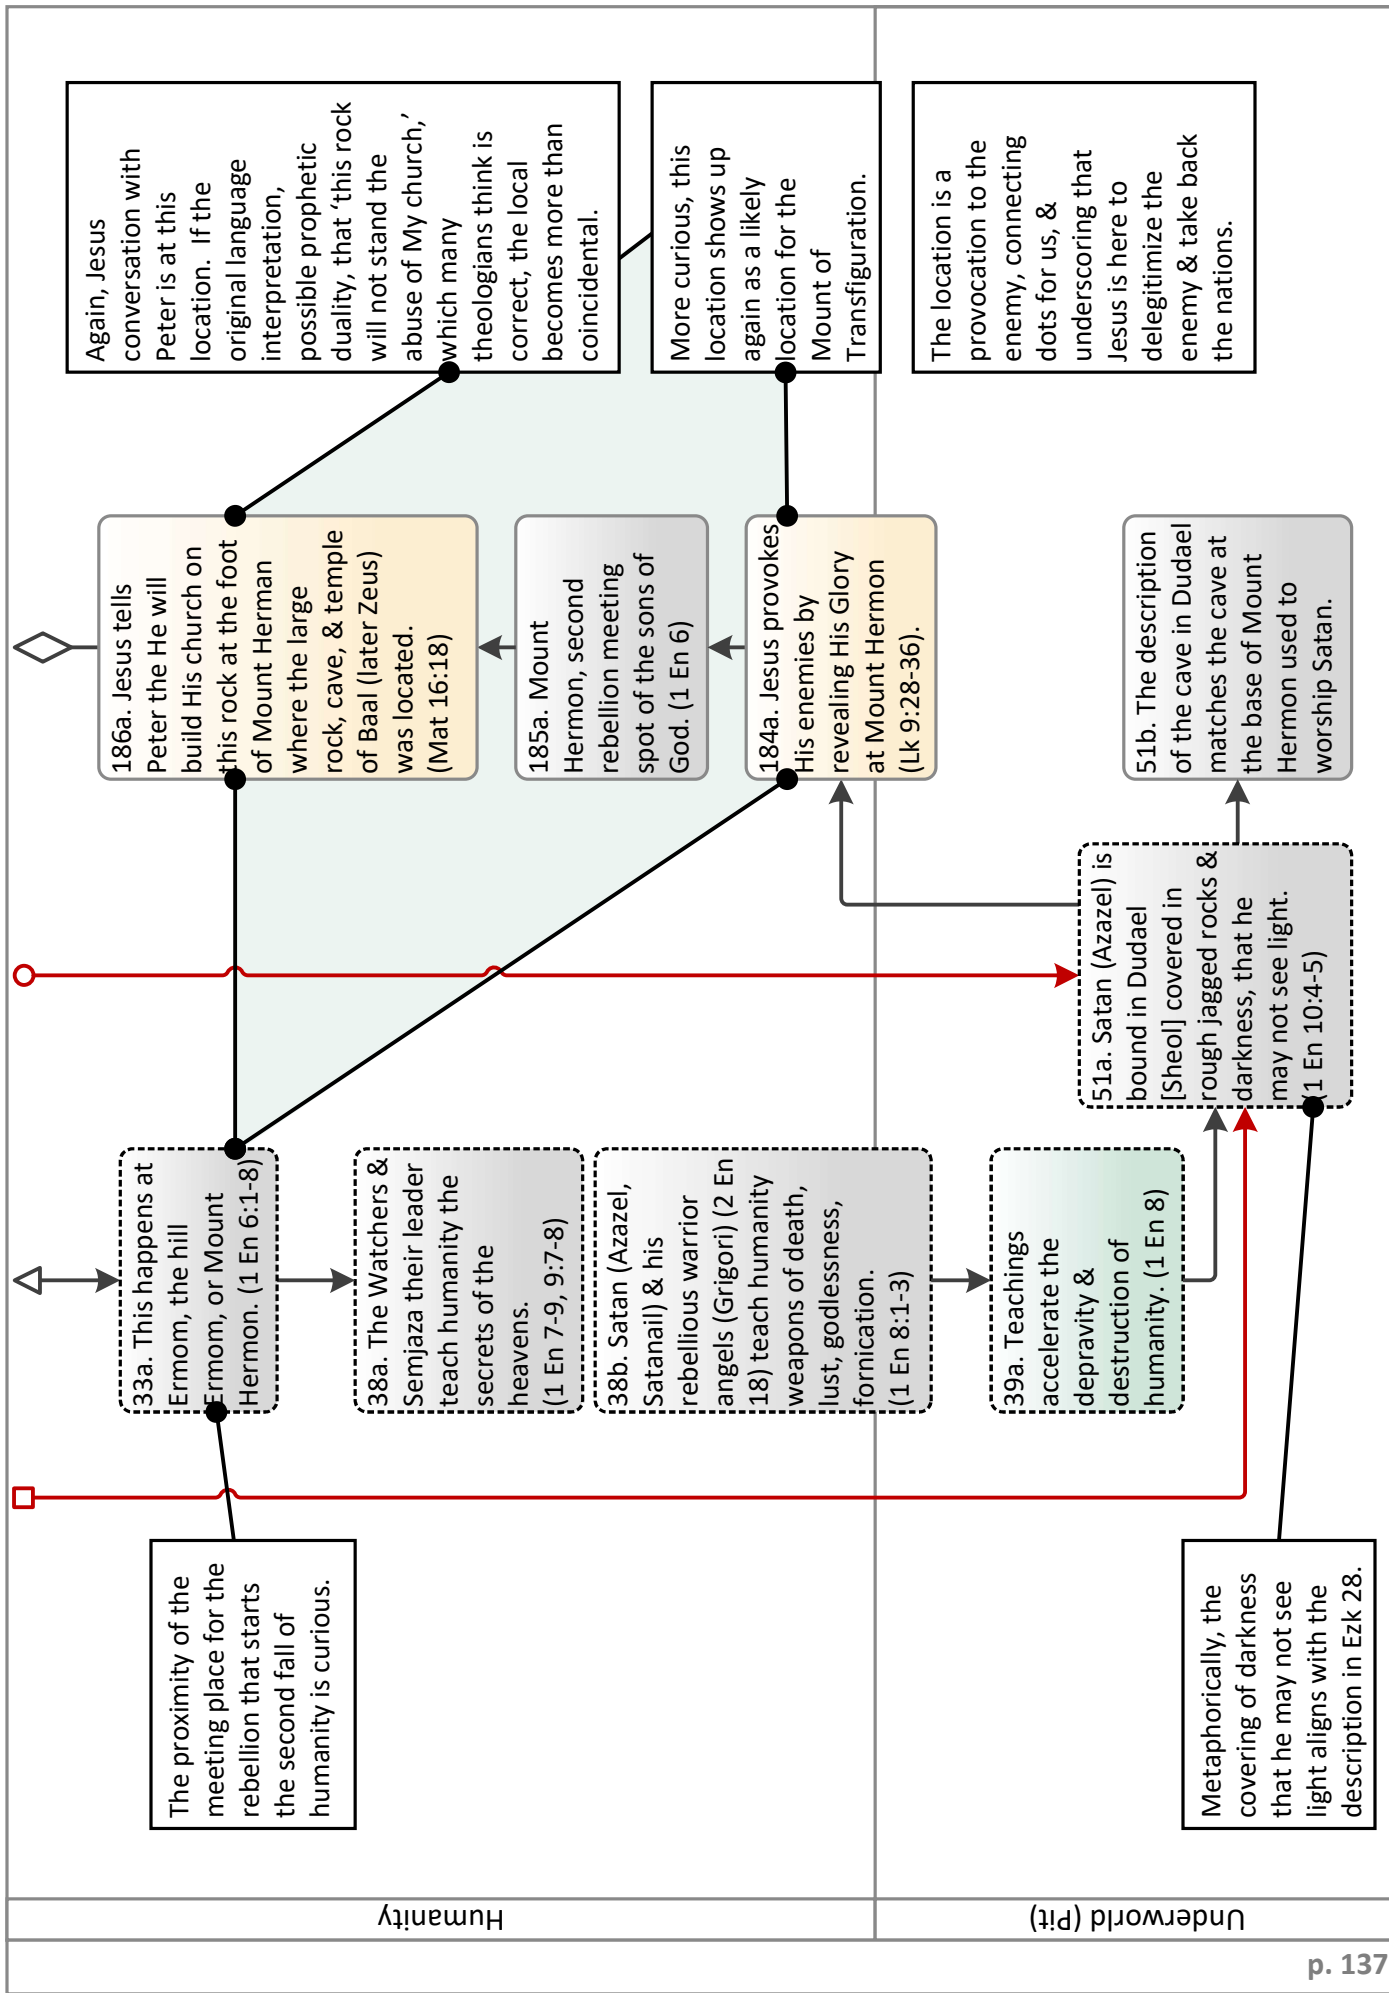 The proximity of the
meeting place for the
rebellion that starts
the second fall of
humanity is curious.
33a. This happens at
Ermom, the hill
Ermom, or Mount
Hermon. (1 En 6:1-8)
38a. The Watchers &
Semjaza their leader
teach humanity the
secrets of the
heavens.
(1 En 7-9, 9:7-8)
38b. Satan (Azazel,
Satanail) & his
rebellious warrior
angels (Grigori) (2 En
18) teach humanity
weapons of death,
lust, godlessness,
fornication.
(1 En 8:1-3)
39a. Teachings
accelerate the
depravity &
destruction of
humanity. (1 En 8)
Metaphorically, the
covering of darkness
that he may not see
light aligns with the
description in Ezk 28.
51a. Satan (Azazel) is
bound in Dudael
[Sheol] covered in
rough jagged rocks &
darkness, that he
may not see light.
(1 En 10:4-5)
186a. Jesus tells
Peter the He will
build His church on
this rock at the foot
of Mount Herman
where the large
rock, cave, & temple
of Baal (later Zeus)
was located.
(Mat 16:18)
185a. Mount
Hermon, second
rebellion meeting
spot of the sons of
God. (1 En 6)
184a. Jesus provokes
His enemies by
revealing His Glory
at Mount Hermon
(Lk 9:28-36).
51b. The description
of the cave in Dudael
matches the cave at
the base of Mount
Hermon used to
worship Satan.
Again, Jesus
conversation with
Peter is at this
location. If the
original language
interpretation,
possible prophetic
duality, that ‘this rock
will not stand the
abuse of My church,’
which many
theologians think is
correct, the local
becomes more than
coincidental.
More curious, this
location shows up
again as a likely
location for the
Mount of
Transfiguration.
The location is a
provocation to the
enemy, connecting
dots for us, &
underscoring that
Jesus is here to
delegitimize the
enemy & take back
the nations.
Humanity
Underworld (Pit)
p. 137